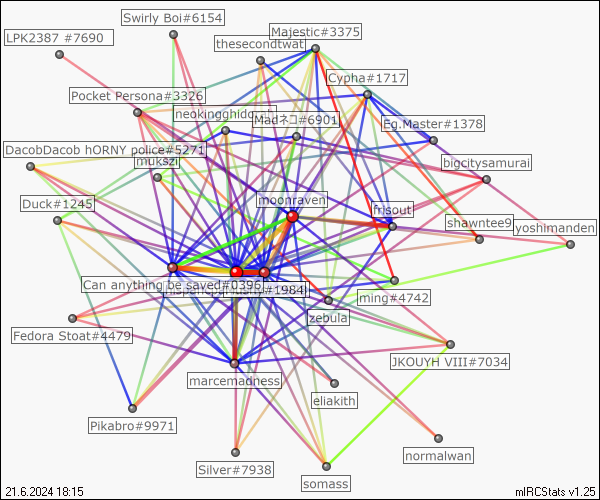 Swirly Boi#6154
LPK2387 #7690
Majestic#3375
thesecondtwat
Cypha#1717
Pocket Persona#3326
neokingghidorah
Madネコ#6901
Eg.Master#1378
DacobDacob hORNY police#5271
mukszi
bigcitysamurai
moonraven
Duck#1245
frisout
shawntee9
yoshmanden
Can anything be saved#0396
Husky#1984
ming#4742
zebula
Fedora Stoat#4479
JKOUYH VIII#7034
marcemadness
eliakith
Pikabro#9971
normalwan
Silver#7938
somass
21.6.2024 18:15
mIRCStats v1.25